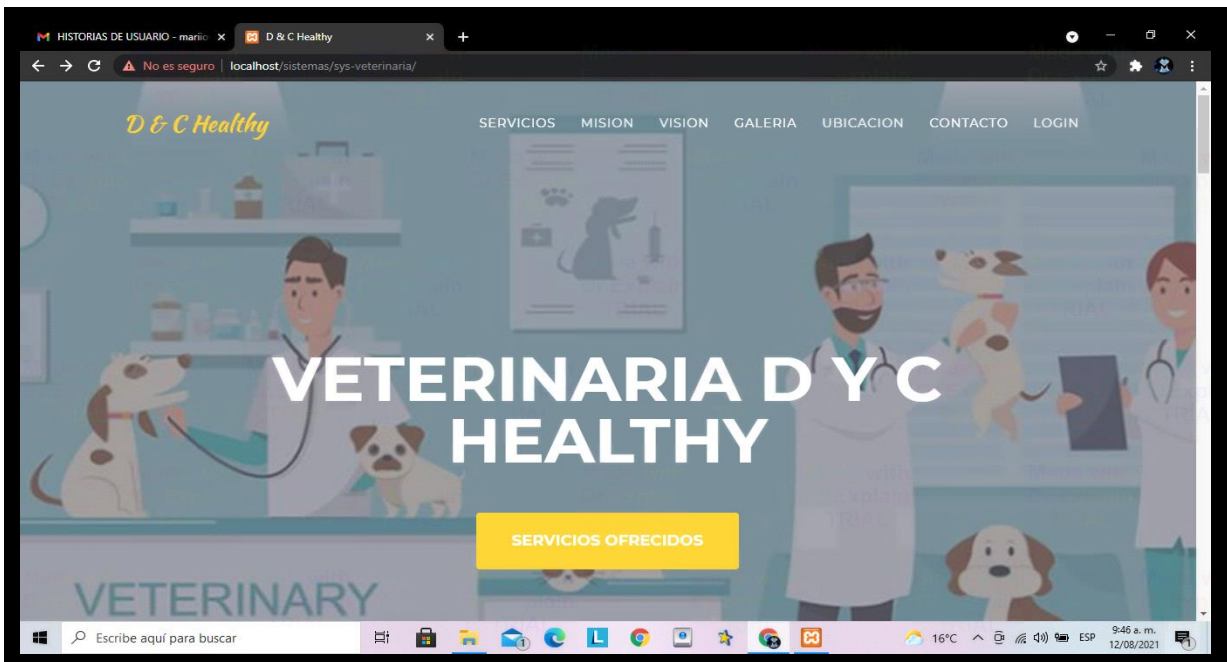 HISTORIAS DE USUARIO - mario
D & C Healthy
No es seguro | localhost/sistemas/sys-veterinaria/
D & C Healthy
SERVICIOS MISION VISION GALERIA UBICACION CONTACTO LOGIN
VETERINARIA D Y C
HEALTHY
SERVICIOS OFRECIDOS
VETERINARY
Escribe aquí para buscar
16°C
ESP
9:46 a. m.
12/08/2021